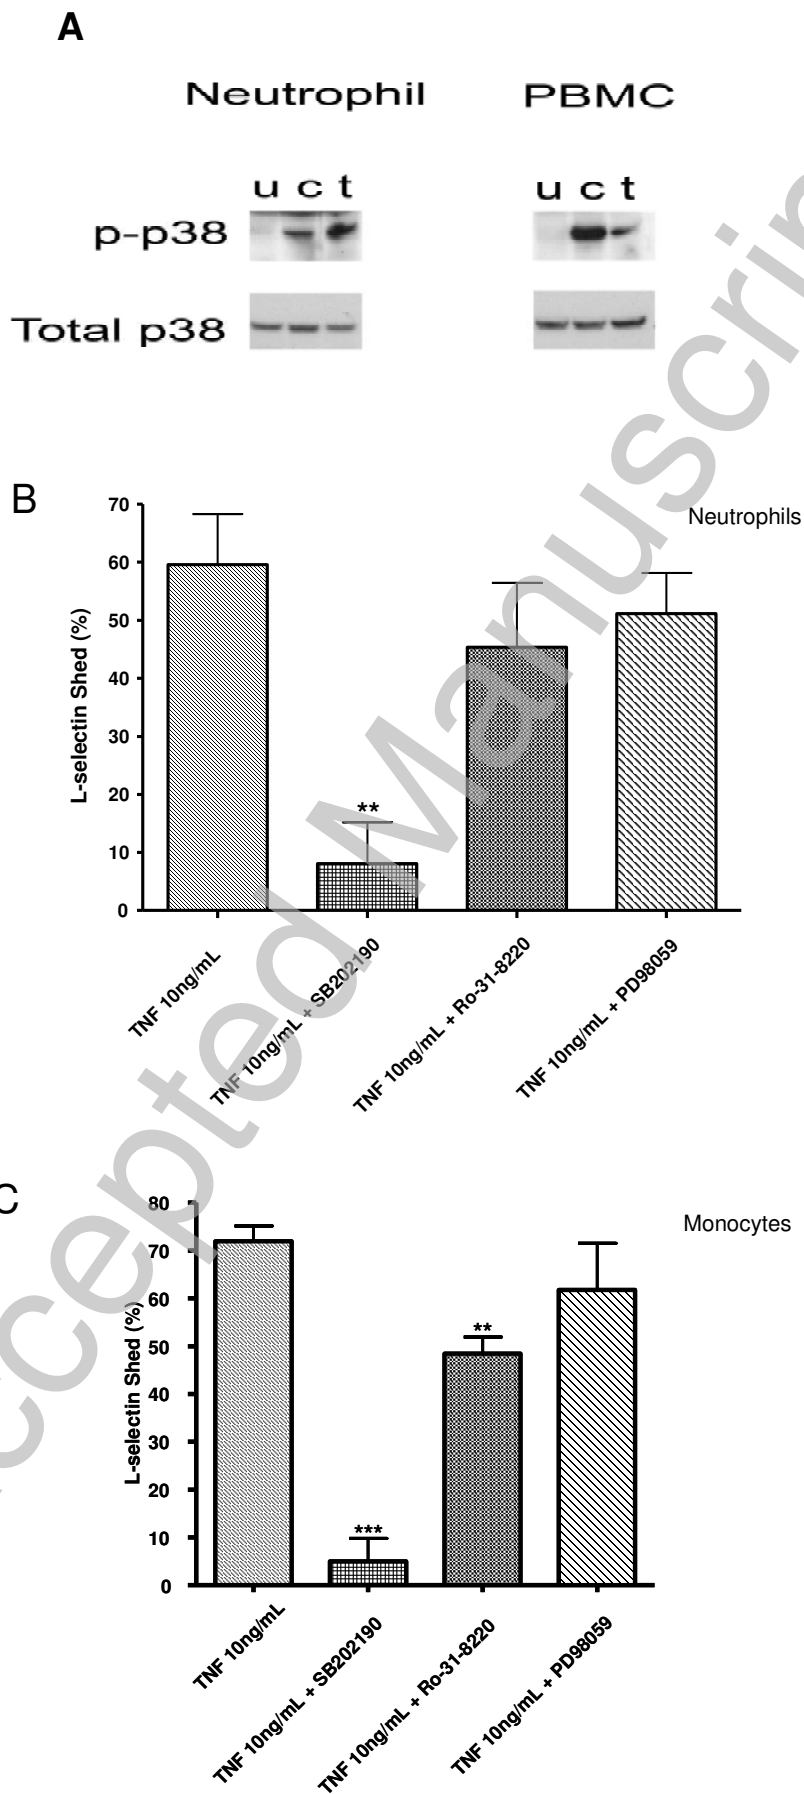 A
Neutrophil PBMC
u c t u c t
p-p38
Total p38
B
Neutrophils
L-selectin Shed (%)
70
60
50
40
30
20
10
0
**
TNF 10ng/mL
TNF 10ng/mL + SB202190
TNF 10ng/mL + Ro-31-8220
TNF 10ng/mL + PD98059
C
Monocytes
L-selectin Shed (%)
80
70
60
50
40
30
20
10
0
***
**
TNF 10ng/mL
TNF 10ng/mL + SB202190
TNF 10ng/mL + Ro-31-8220
TNF 10ng/mL + PD98059
ccepted Manuscrip